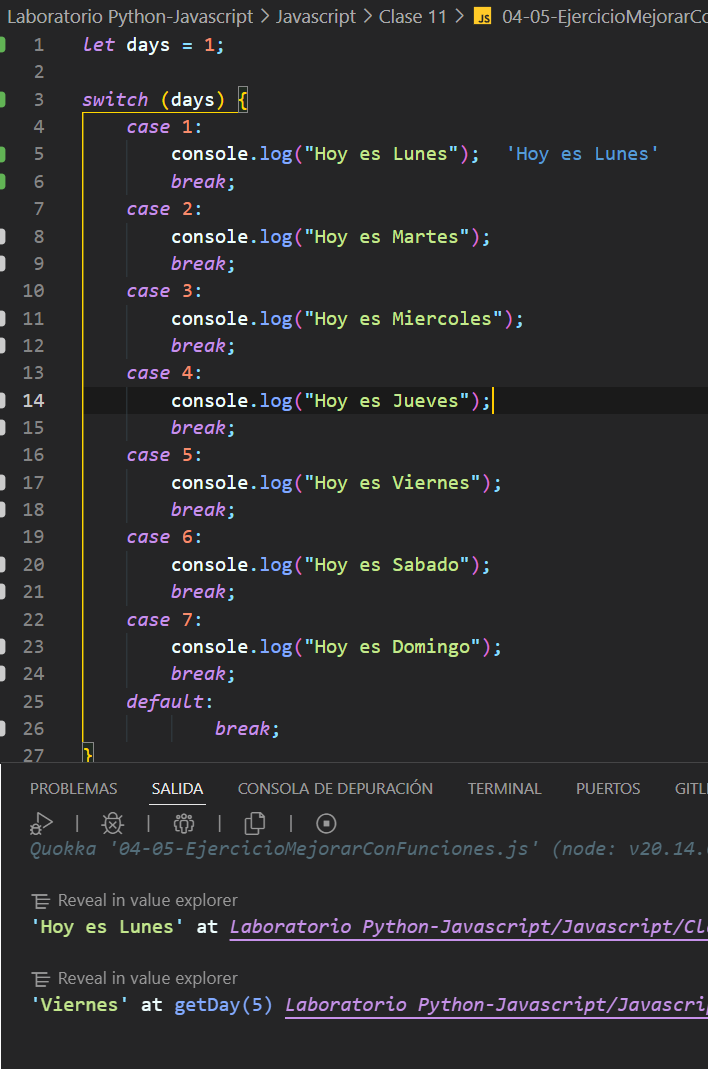 Laboratorio Python-Javascript > Javascript > Clase 11 > JS 04-05-EjercicioMejorarCo
1 let days = 1;
2
3 switch (days) {
4 case 1:
5 console.log("Hoy es Lunes"); 'Hoy es Lunes'
6 break;
7 case 2:
8 console.log("Hoy es Martes");
9 break;
10 case 3:
11 console.log("Hoy es Miercoles");
12 break;
13 case 4:
14 console.log("Hoy es Jueves");
15 break;
16 case 5:
17 console.log("Hoy es Viernes");
18 break;
19 case 6:
20 console.log("Hoy es Sabado");
21 break;
22 case 7:
23 console.log("Hoy es Domingo");
24 break;
25 default:
26 break;
27 }
PROBLEMAS SALIDA CONSOLA DE DEPURACIÓN TERMINAL PUERTOS GITL
Quokka '04-05-EjercicioMejorarConFunciones.js' (node: v20.14.
Reveal in value explorer
'Hoy es Lunes' at Laboratorio Python-Javascript/Javascript/Cl
Reveal in value explorer
'Viernes' at getDay(5) Laboratorio Python-Javascript/Javascrip